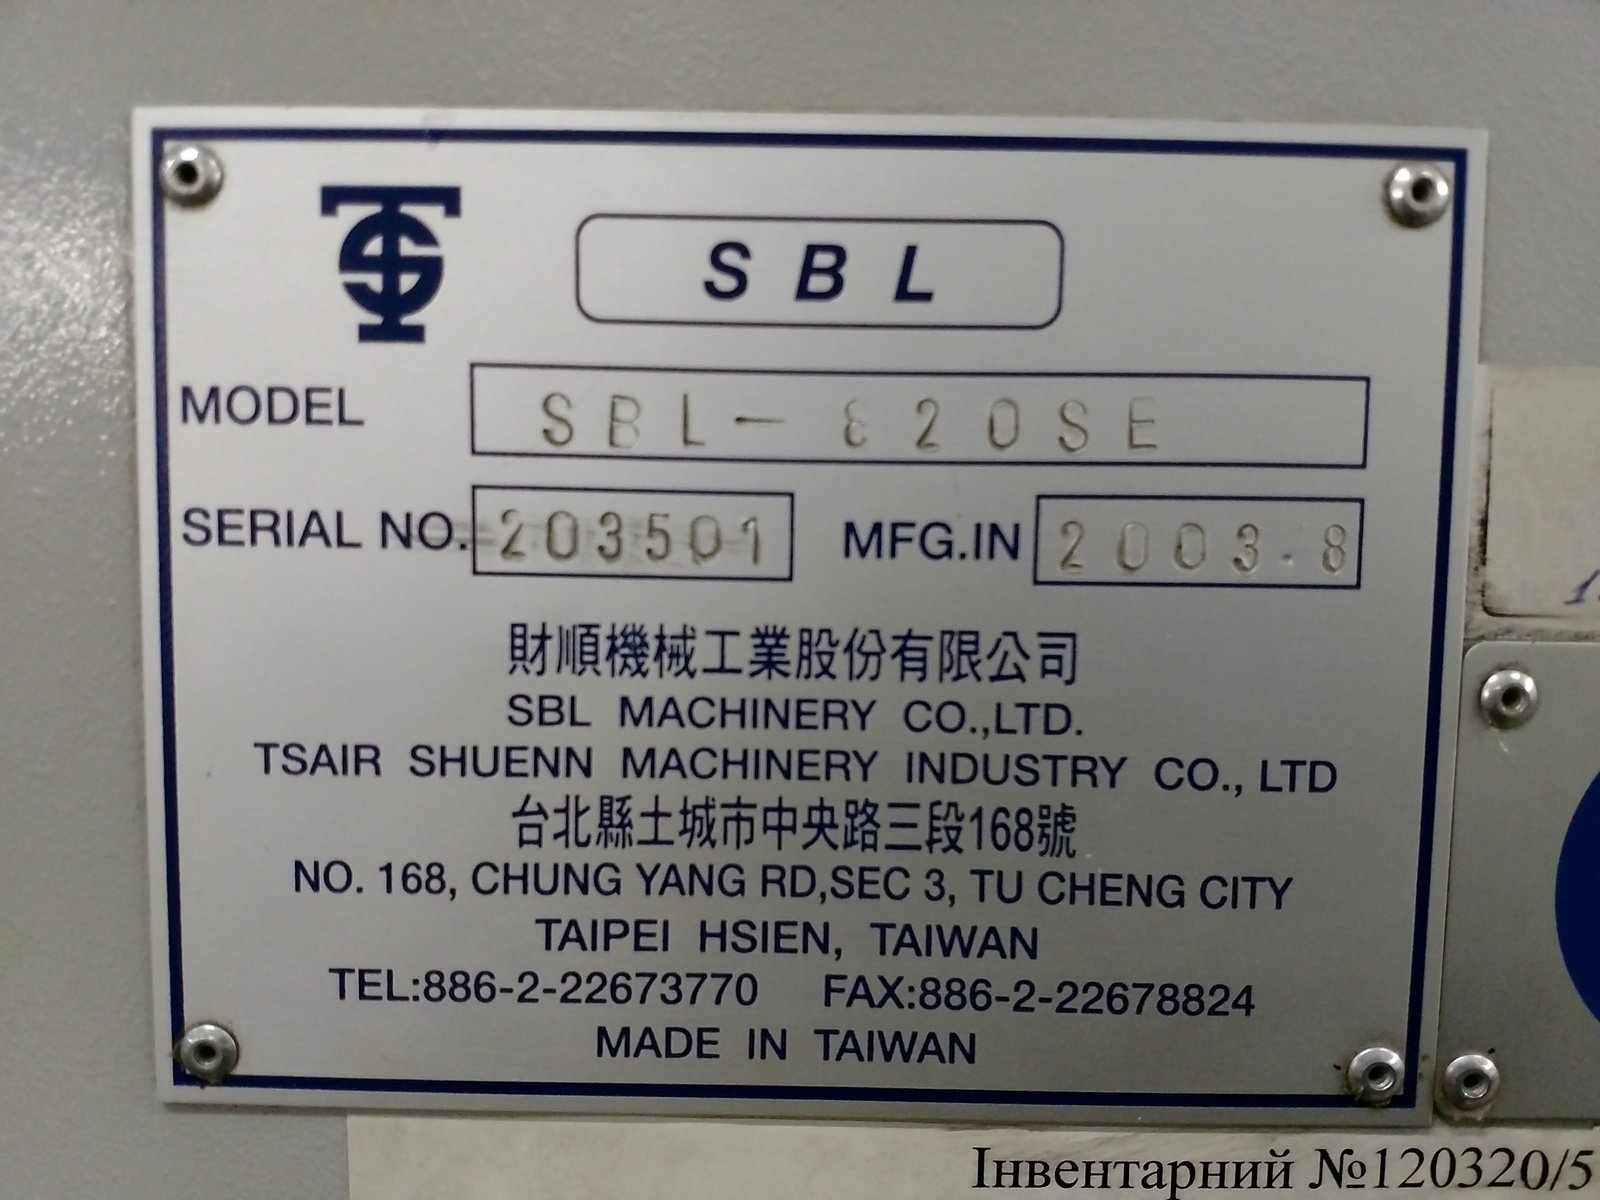 TS
SBL
MODEL SBL-820SE
SERIAL NO. 203501 MFG.IN 2003.8
財順機械工業股份有限公司
SBL MACHINERY CO.,LTD.
TSAIR SHUENN MACHINERY INDUSTRY CO., LTD
台北縣土城市中央路三段168號
NO. 168, CHUNG YANG RD,SEC 3, TU CHENG CITY
TAIPEI HSIEN, TAIWAN
TEL:886-2-22673770 FAX:886-2-22678824
MADE IN TAIWAN
Інвентарний №120320/5